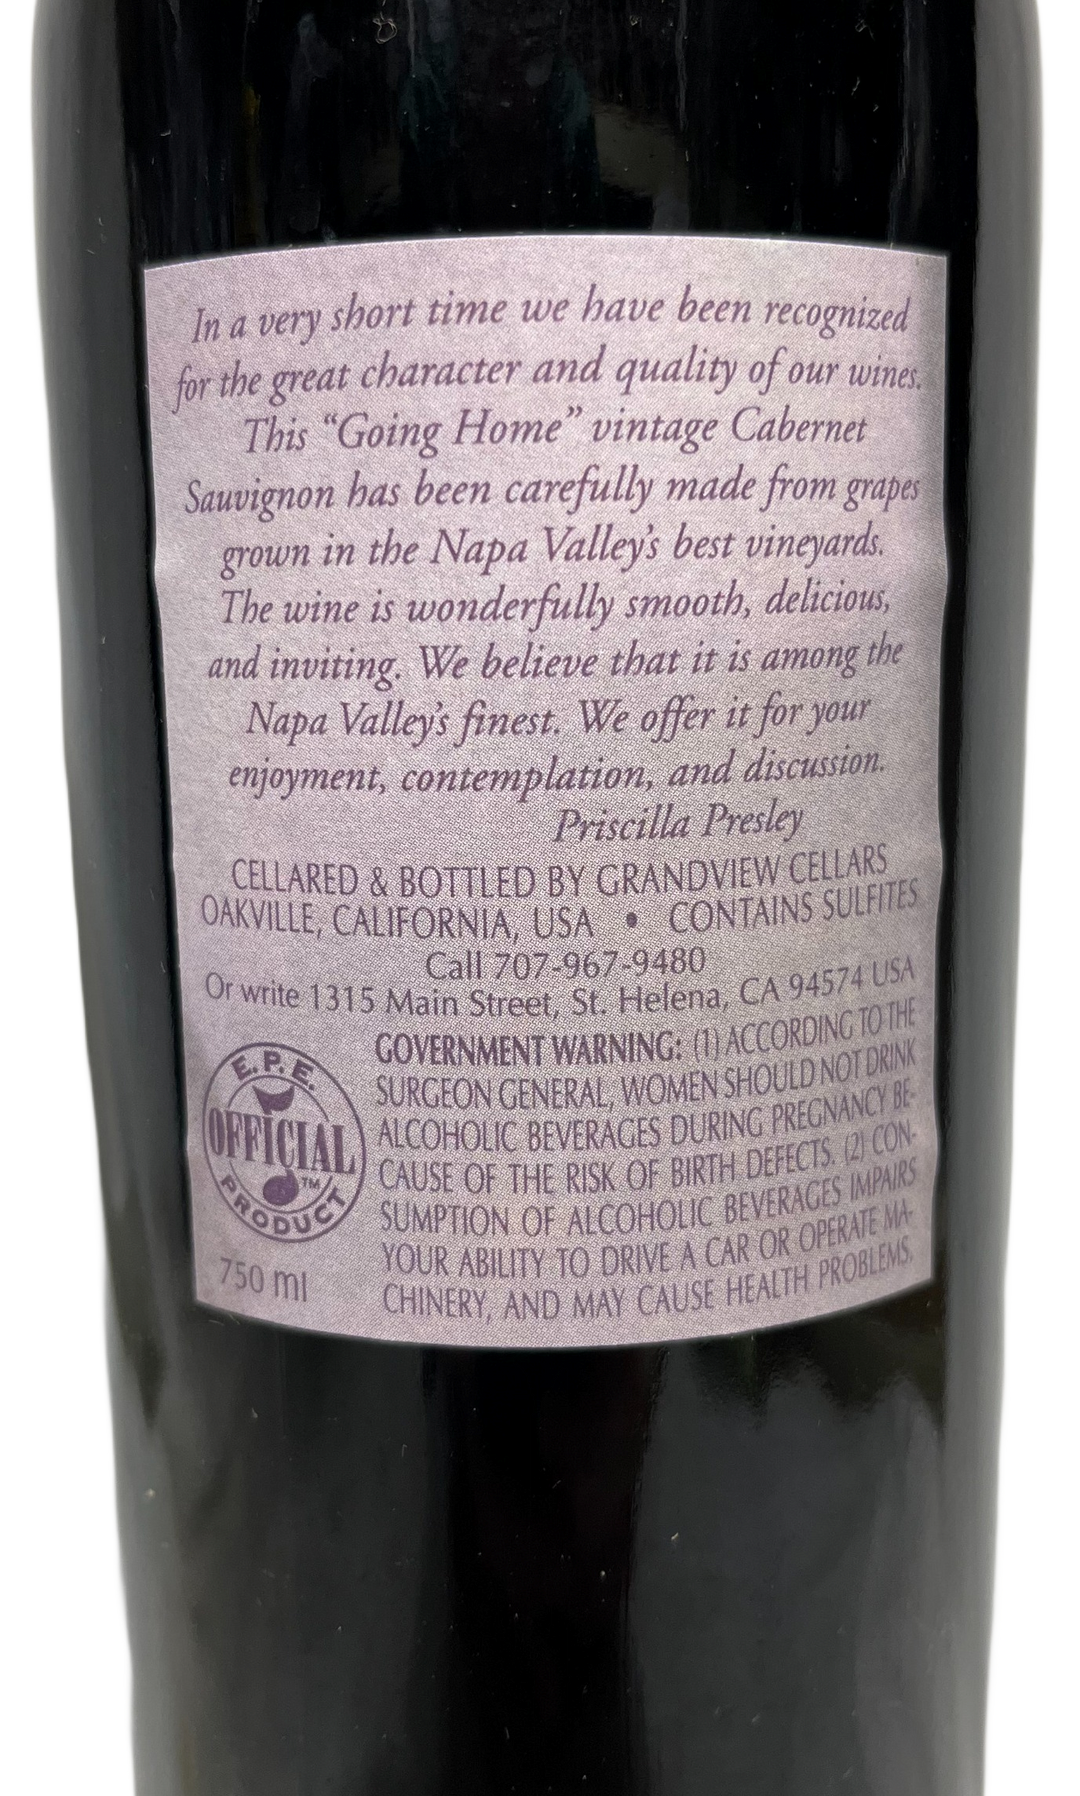 In a very short time we have been recognized
for the great character and quality of our wines.
This “Going Home” vintage Cabernet
Sauvignon has been carefully made from grapes
grown in the Napa Valley’s best vineyards.
The wine is wonderfully smooth, delicious,
and inviting. We believe that it is among the
Napa Valley’s finest. We offer it for your
enjoyment, contemplation, and discussion.
Priscilla Presley
CELLARED & BOTTLED BY GRANDVIEW CELLARS
OAKVILLE, CALIFORNIA, USA • CONTAINS SULFITES
Call 707-967-9480
Or write 1315 Main Street, St. Helena, CA 94574 USA
E.P.E.
OFFICIAL
TM
PRODUCT
750 ml
GOVERNMENT WARNING: (1) ACCORDING TO THE
SURGEON GENERAL, WOMEN SHOULD NOT DRINK
ALCOHOLIC BEVERAGES DURING PREGNANCY BE-
CAUSE OF THE RISK OF BIRTH DEFECTS. (2) CON-
SUMPTION OF ALCOHOLIC BEVERAGES IMPAIRS
YOUR ABILITY TO DRIVE A CAR OR OPERATE MA-
CHINERY, AND MAY CAUSE HEALTH PROBLEMS.